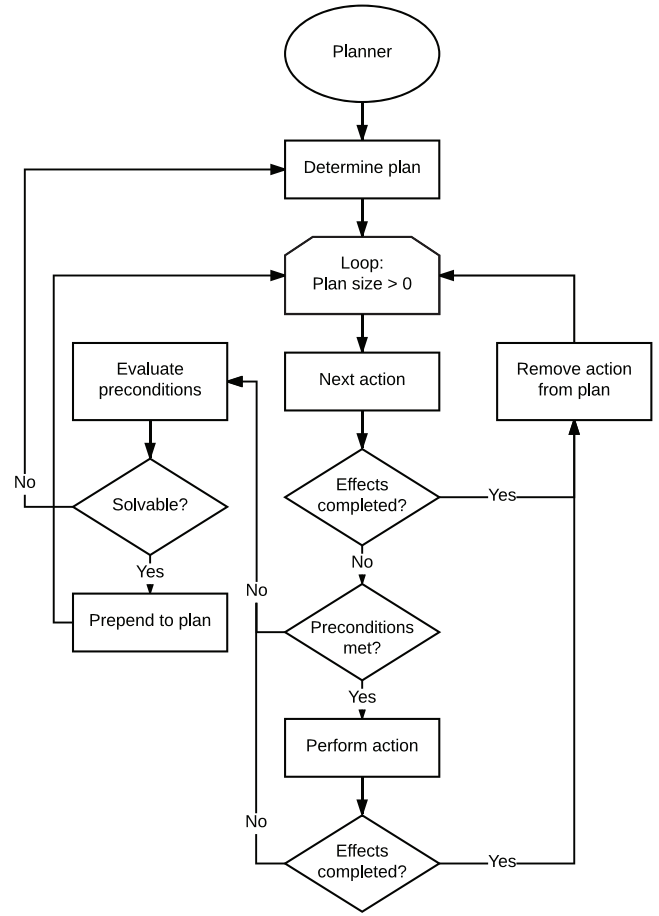 Planner
Determine plan
Loop:
Plan size > 0
Evaluate
preconditions
Next action
Remove action
from plan
No
Solvable?
Effects
completed?
Yes
Yes
No
Prepend to plan
No
Preconditions
met?
Yes
Perform action
No
Effects
completed?
Yes